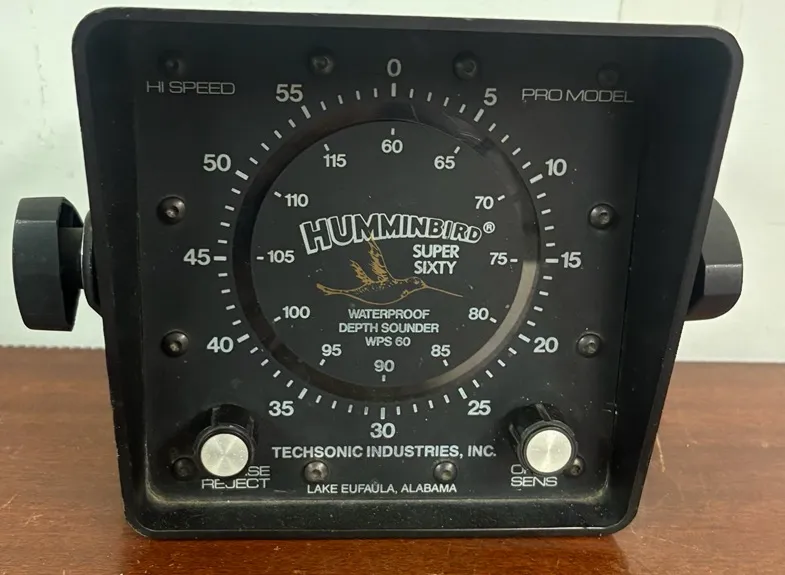 HI SPEED
PRO MODEL
0
5
10
15
20
25
30
35
40
45
50
55
60
65
70
75
80
85
90
95
100
105
110
115
HUMMINBIRD®
SUPER
SIXTY
WATERPROOF
DEPTH SOUNDER
WPS 60
TECHSONIC INDUSTRIES, INC.
LAKE EUFAULA, ALABAMA
REJECT
SENS